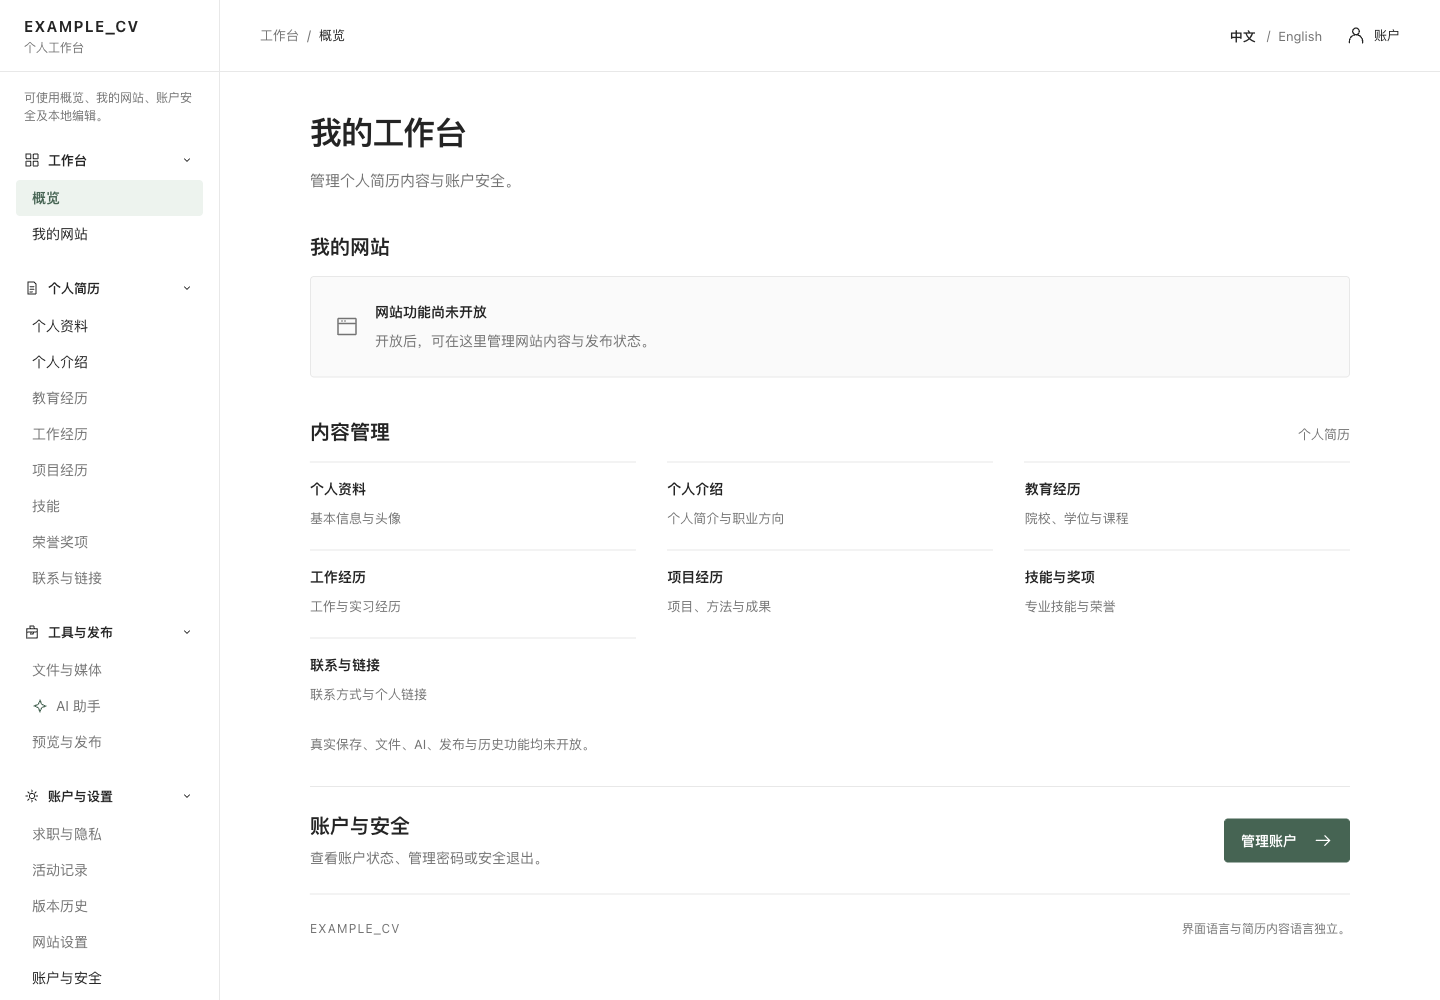 EXAMPLE_CV
个人工作台
可使用概览、我的网站、账户安
全及本地编辑。
工作台
概览
我的网站
个人简历
个人资料
个人介绍
教育经历
工作经历
项目经历
技能
荣誉奖项
联系与链接
工具与发布
文件与媒体
AI 助手
预览与发布
账户与设置
求职与隐私
活动记录
版本历史
网站设置
账户与安全
工作台 / 概览
中文 / English
账户
我的工作台
管理个人简历内容与账户安全。
我的网站
网站功能尚未开放
开放后，可在这里管理网站内容与发布状态。
内容管理
个人简历
个人资料
基本信息与头像
个人介绍
个人简介与职业方向
教育经历
院校、学位与课程
工作经历
工作与实习经历
项目经历
项目、方法与成果
技能与奖项
专业技能与荣誉
联系与链接
联系方式与个人链接
真实保存、文件、AI、发布与历史功能均未开放。
账户与安全
查看账户状态、管理密码或安全退出。
管理账户
EXAMPLE_CV
界面语言与简历内容语言独立。